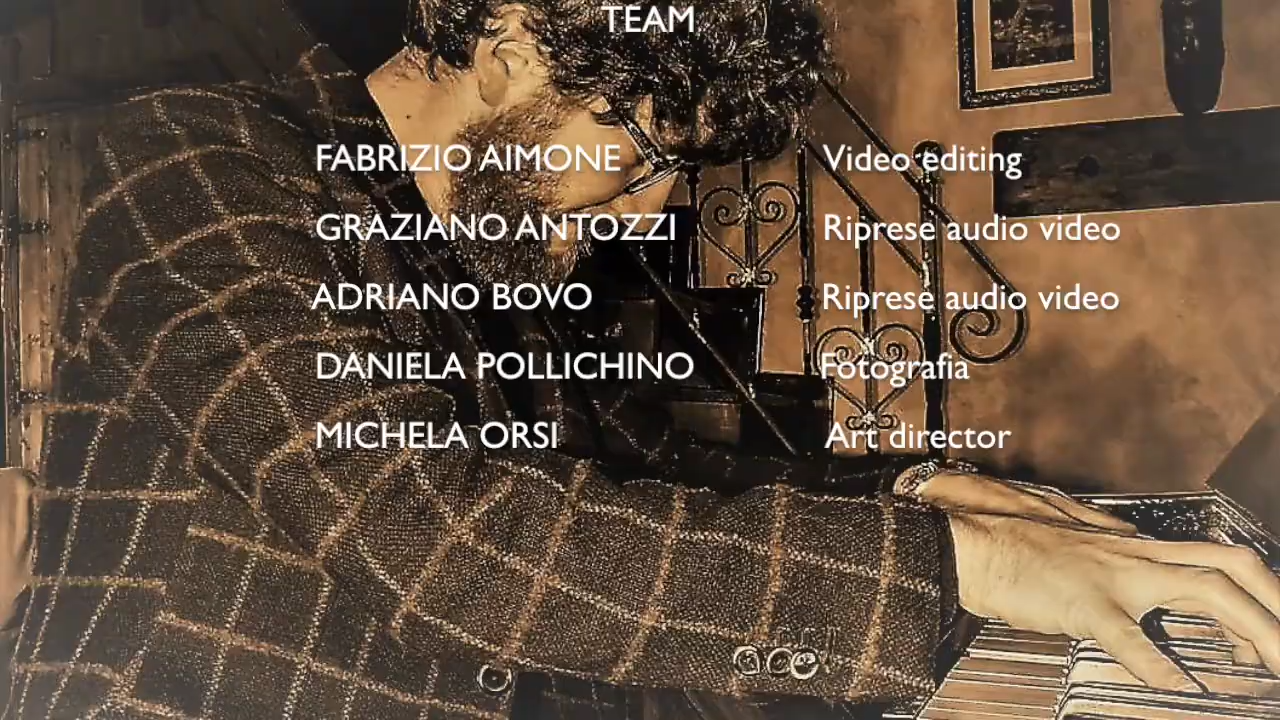 TEAM
FABRIZIO AIMONE Video editing
GRAZIANO ANTOZZI Riprese audio video
ADRIANO BOVO Riprese audio video
DANIELA POLLICHINO Fotografia
MICHELA ORSI Art director